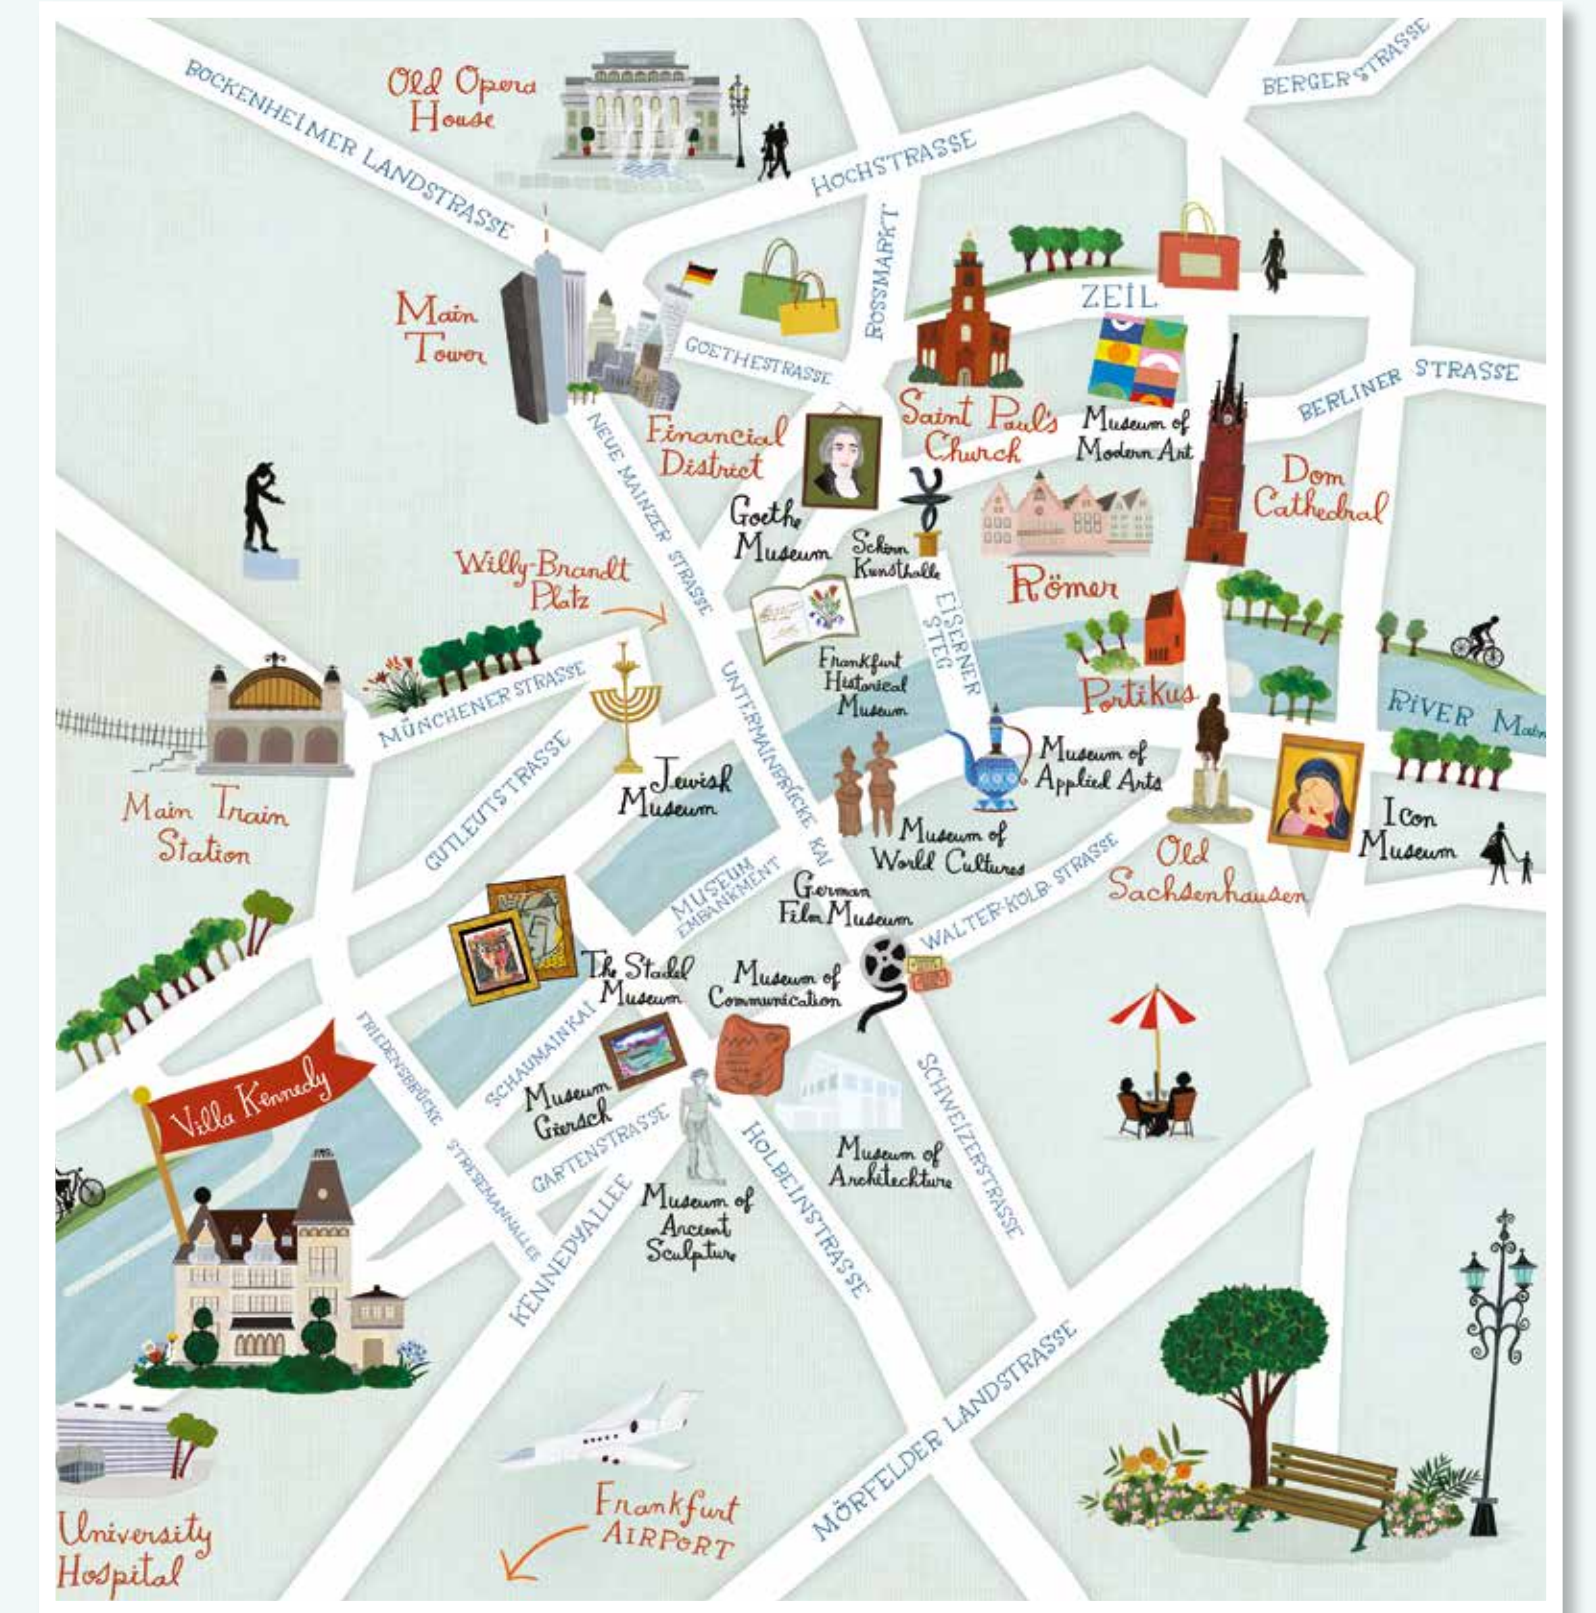 BOCKENHEIMER LANDSTRASSE
Old Opera
House
HOCHSTRASSE
BERGERSTRASSE
ROSSMARKT
ZEIL
Main
Tower
GOETHESTRASSE
BERLINER STRASSE
NEUE MAINZER STRASSE
Financial
District
Saint Paul's
Church
Museum of
Modern Art
Dom
Cathedral
Goethe
Museum
Schirn
Kunsthalle
Römer
Willy-Brandt
Platz
EISERNER
STEG
Frankfurt
Historical
Museum
Portikus
RIVER Main
MÜNCHENER STRASSE
UNTERMAINBRÜCKE KAI
GUTLEUTSTRASSE
Jewish
Museum
Museum of
Applied Arts
Main Train
Station
Museum of
World Cultures
Old
Sachsenhausen
Icon
Museum
MUSEUM
EMBANKMENT
German
Film Museum
WALTER-KOLB-STRASSE
The Stadel
Museum
Museum of
Communication
FRIEDENSBRÜCKE
SCHAUMAINKAI
Villa Kennedy
Museum
Giersch
STRESEMANNALLEE
GARTENSTRASSE
KENNEDYALLEE
HOLBEINSTRASSE
SCHWEIZERSTRASSE
Museum of
Architechture
Museum of
Ancient
Sculpture
MÖRFELDER LANDSTRASSE
Frankfurt
AIRPORT
University
Hospital